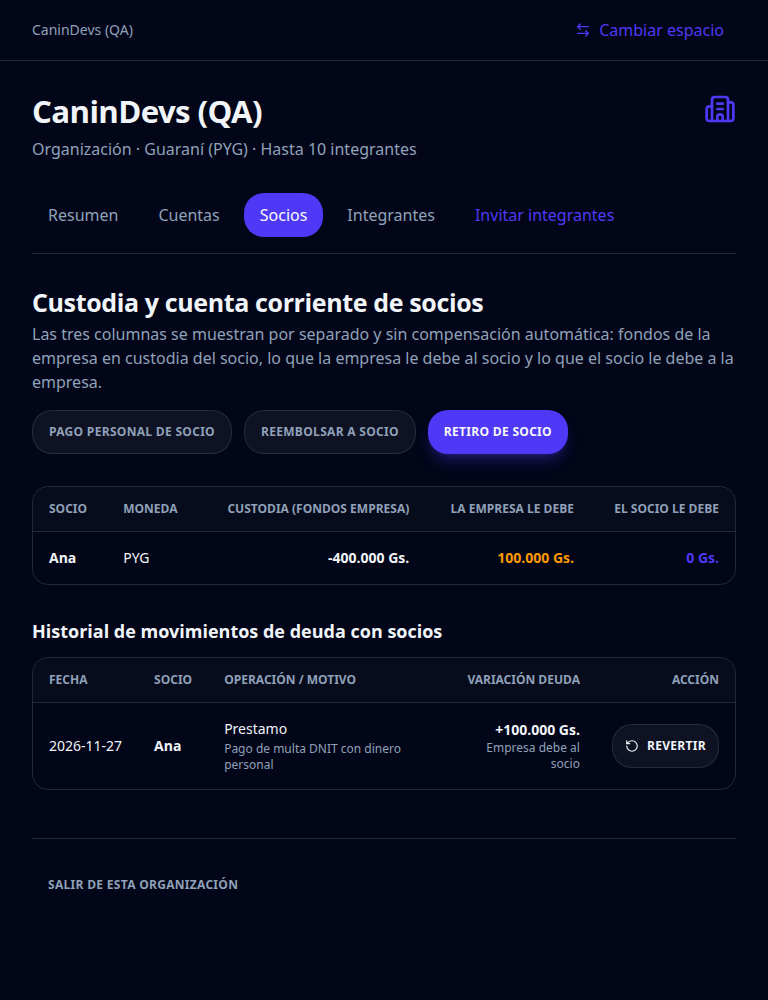 CaninDevs (QA)
Cambiar espacio
CaninDevs (QA)
Organización · Guaraní (PYG) · Hasta 10 integrantes
Resumen Cuentas Socios Integrantes Invitar integrantes
Custodia y cuenta corriente de socios
Las tres columnas se muestran por separado y sin compensación automática: fondos de la
empresa en custodia del socio, lo que la empresa le debe al socio y lo que el socio le debe a la
empresa.
PAGO PERSONAL DE SOCIO REEMBOLSAR A SOCIO RETIRO DE SOCIO
SOCIO MONEDA CUSTODIA (FONDOS EMPRESA) LA EMPRESA LE DEBE EL SOCIO LE DEBE
Ana PYG -400.000 Gs. 100.000 Gs. 0 Gs.
Historial de movimientos de deuda con socios
FECHA SOCIO OPERACIÓN / MOTIVO VARIACIÓN DEUDA ACCIÓN
2026-11-27 Ana
Prestamo
Pago de multa DNIT con dinero
personal
+100.000 Gs.
Empresa debe al
socio
REVERTIR
SALIR DE ESTA ORGANIZACIÓN